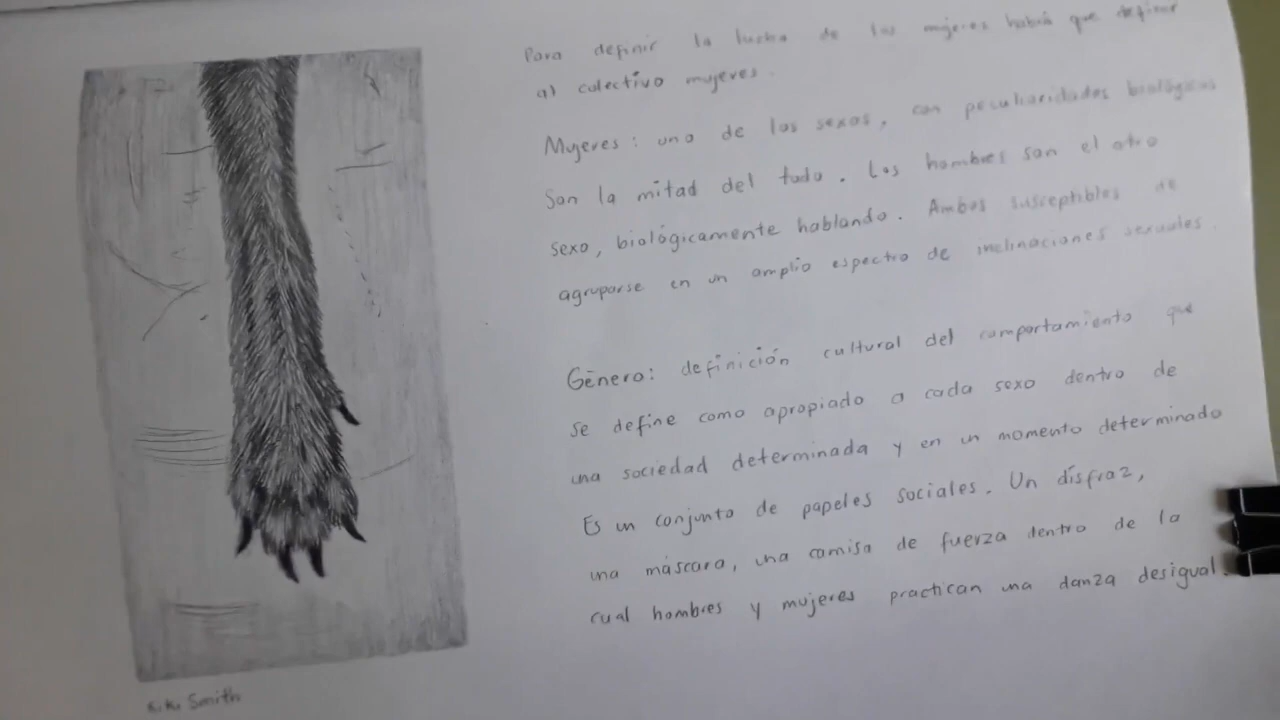 Para definir la lucha de las mujeres habrá que definir
al colectivo mujeres.
Mujeres: uno de los sexos, con peculiaridades biológicas
Son la mitad del todo. Los hombres son el otro
sexo, biológicamente hablando. Ambos susceptibles de
agruparse en un amplio espectro de inclinaciones sexuales.
Género: definición cultural del comportamiento que
se define como apropiado a cada sexo dentro de
una sociedad determinada y en un momento determinado
Es un conjunto de papeles sociales. Un disfraz,
una máscara, una camisa de fuerza dentro de la
cual hombres y mujeres practican una danza desigual.
Kiki Smith